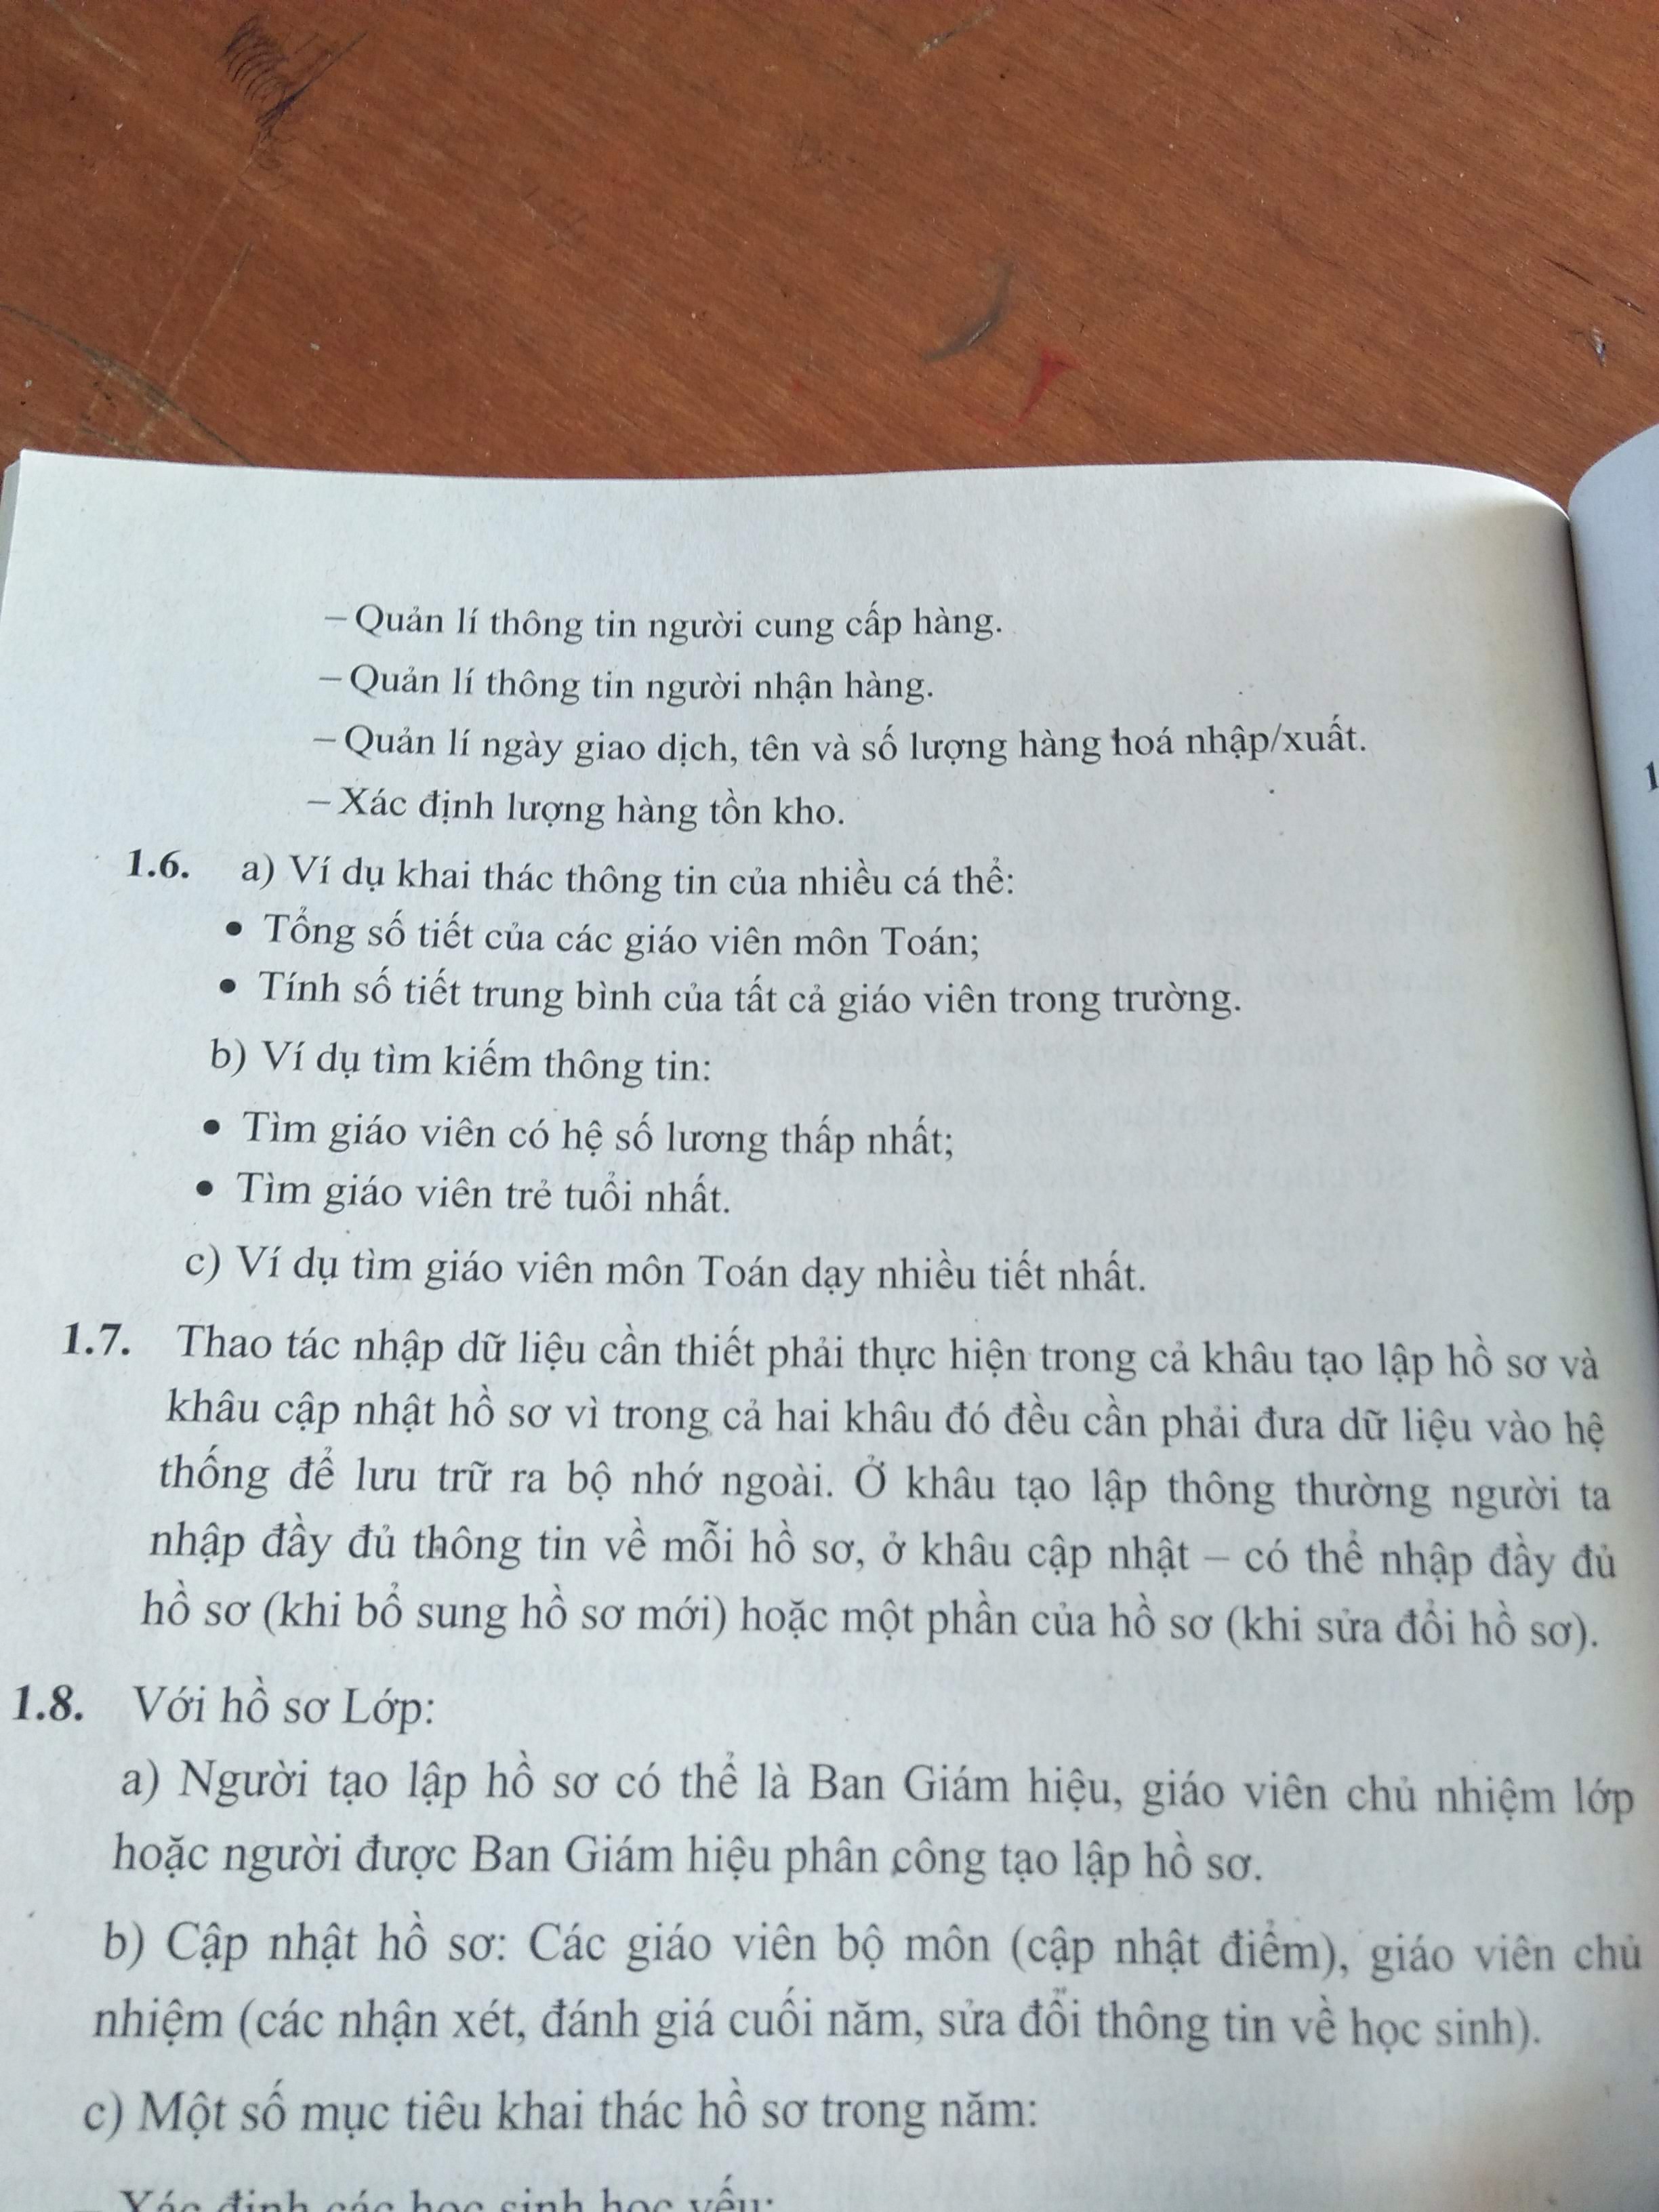 – Quản lí thông tin người cung cấp hàng.
– Quản lí thông tin người nhận hàng.
– Quản lí ngày giao dịch, tên và số lượng hàng hoá nhập/xuất.
– Xác định lượng hàng tồn kho.
1.6. a) Ví dụ khai thác thông tin của nhiều cá thể:
• Tổng số tiết của các giáo viên môn Toán;
• Tính số tiết trung bình của tất cả giáo viên trong trường.
b) Ví dụ tìm kiếm thông tin:
• Tìm giáo viên có hệ số lương thấp nhất;
• Tìm giáo viên trẻ tuổi nhất.
c) Ví dụ tìm giáo viên môn Toán dạy nhiều tiết nhất.
1.7. Thao tác nhập dữ liệu cần thiết phải thực hiện trong cả khâu tạo lập hồ sơ và
khâu cập nhật hồ sơ vì trong cả hai khâu đó đều cần phải đưa dữ liệu vào hệ
thống để lưu trữ ra bộ nhớ ngoài. Ở khâu tạo lập thông thường người ta
nhập đầy đủ thông tin về mỗi hồ sơ, ở khâu cập nhật – có thể nhập đầy đủ
hồ sơ (khi bổ sung hồ sơ mới) hoặc một phần của hồ sơ (khi sửa đổi hồ sơ).
1.8. Với hồ sơ Lớp:
a) Người tạo lập hồ sơ có thể là Ban Giám hiệu, giáo viên chủ nhiệm lớp
hoặc người được Ban Giám hiệu phân công tạo lập hồ sơ.
b) Cập nhật hồ sơ: Các giáo viên bộ môn (cập nhật điểm), giáo viên chủ
nhiệm (các nhận xét, đánh giá cuối năm, sửa đổi thông tin về học sinh).
c) Một số mục tiêu khai thác hồ sơ trong năm:
– Xác định các học sinh học yếu;